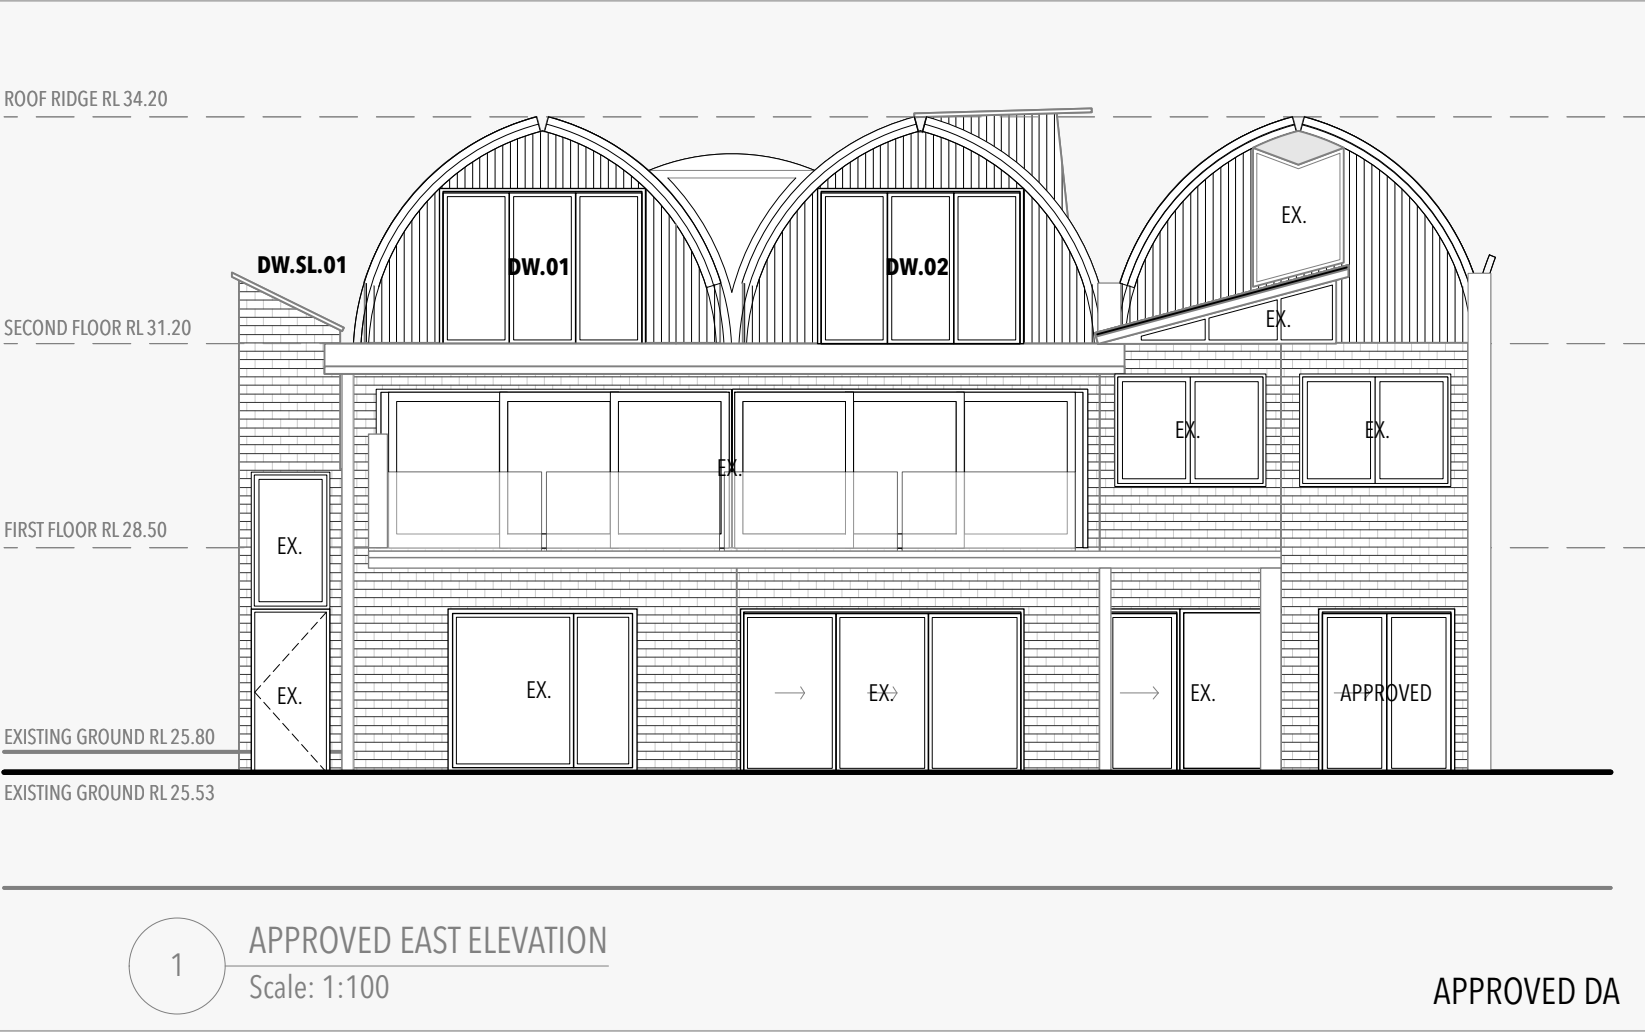 ROOF RIDGE RL 34.20
EX.
DW.SL.01
DW.01
DW.02
SECOND FLOOR RL 31.20
EX.
EX.
EX.
EX.
FIRST FLOOR RL 28.50
EX.
EX.
EX.
EX.
EX.
APPROVED
EXISTING GROUND RL 25.80
EXISTING GROUND RL 25.53
1
APPROVED EAST ELEVATION
Scale: 1:100
APPROVED DA